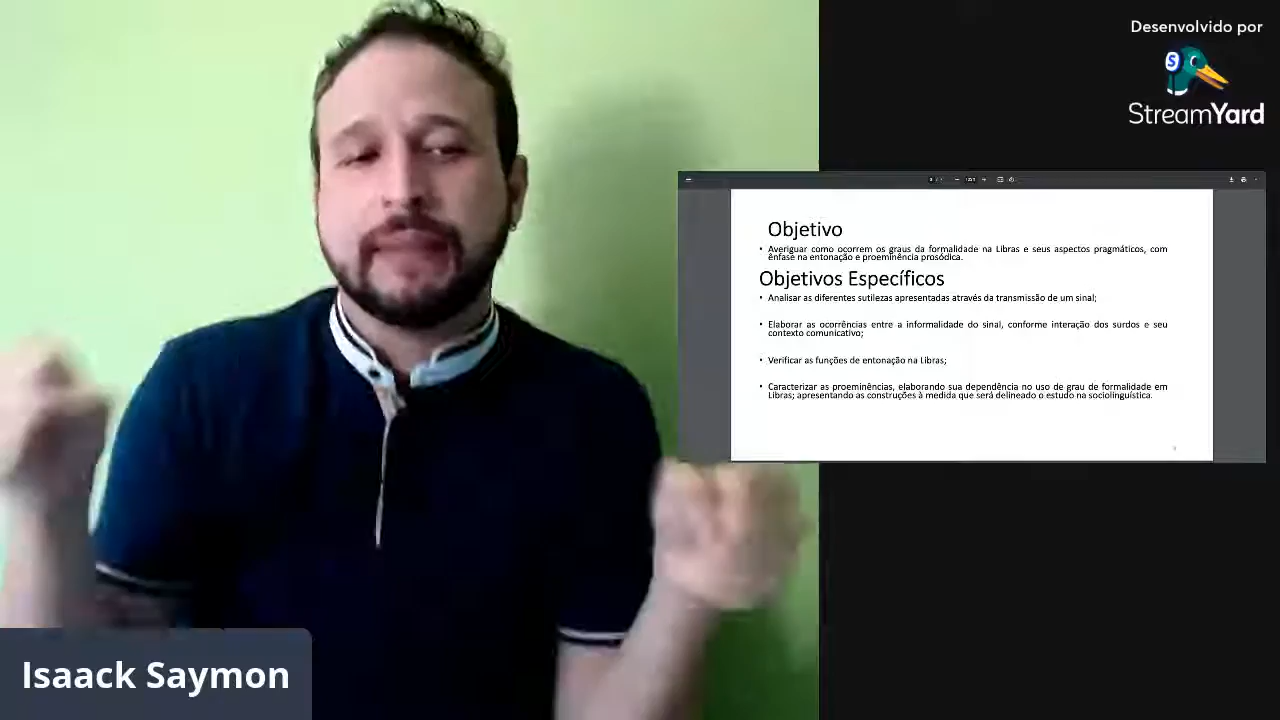 Desenvolvido por
StreamYard
Objetivo
• Averiguar como ocorrem os graus da formalidade na Libras e seus aspectos pragmáticos, com
ênfase na entonação e proeminência prosódica.
Objetivos Específicos
• Analisar as diferentes sutilezas apresentadas através da transmissão de um sinal;
• Elaborar as ocorrências entre a informalidade do sinal, conforme interação dos surdos e seu
contexto comunicativo;
• Verificar as funções de entonação na Libras;
• Caracterizar as proeminências, elaborando sua dependência no uso de grau de formalidade em
Libras; apresentando as construções à medida que será delineado o estudo na sociolinguística.
Isaack Saymon